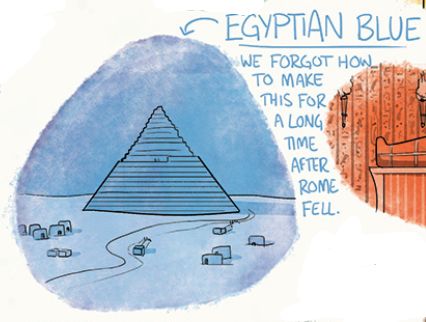 EGYPTIAN BLUE
WE FORGOT HOW
TO MAKE
THIS FOR
A LONG
TIME
AFTER
ROME
FELL.